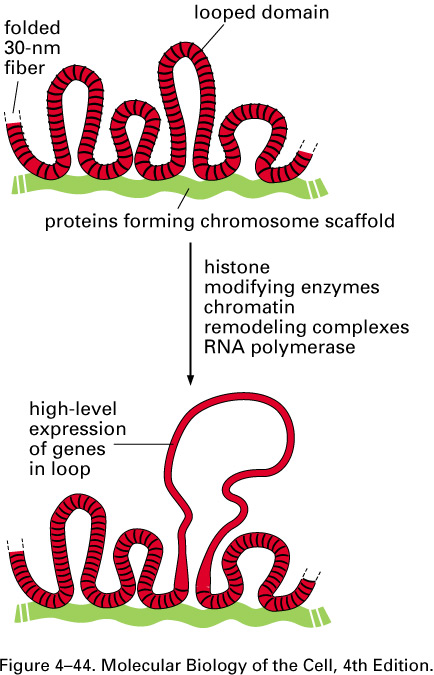 looped domain
folded
30-nm
fiber
proteins forming chromosome scaffold
histone
modifying enzymes
chromatin
remodeling complexes
RNA polymerase
high-level
expression
of genes
in loop
Figure 4–44. Molecular Biology of the Cell, 4th Edition.